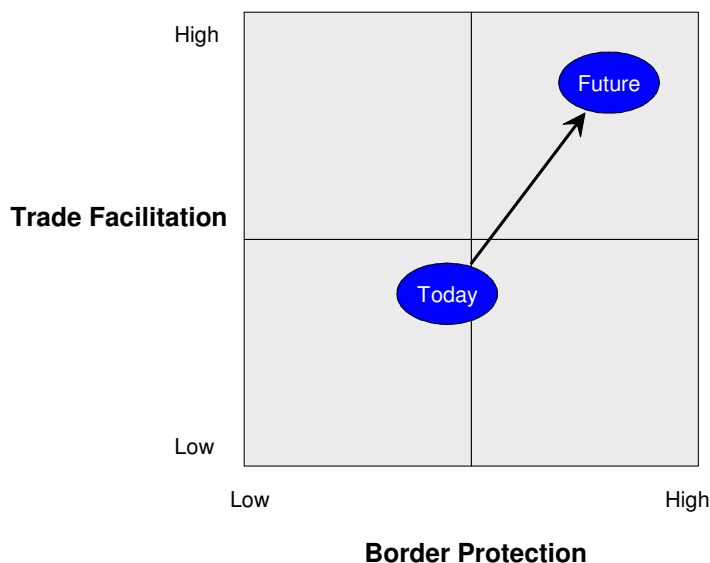 High
Future
Trade Facilitation
Today
Low
Low
High
Border Protection